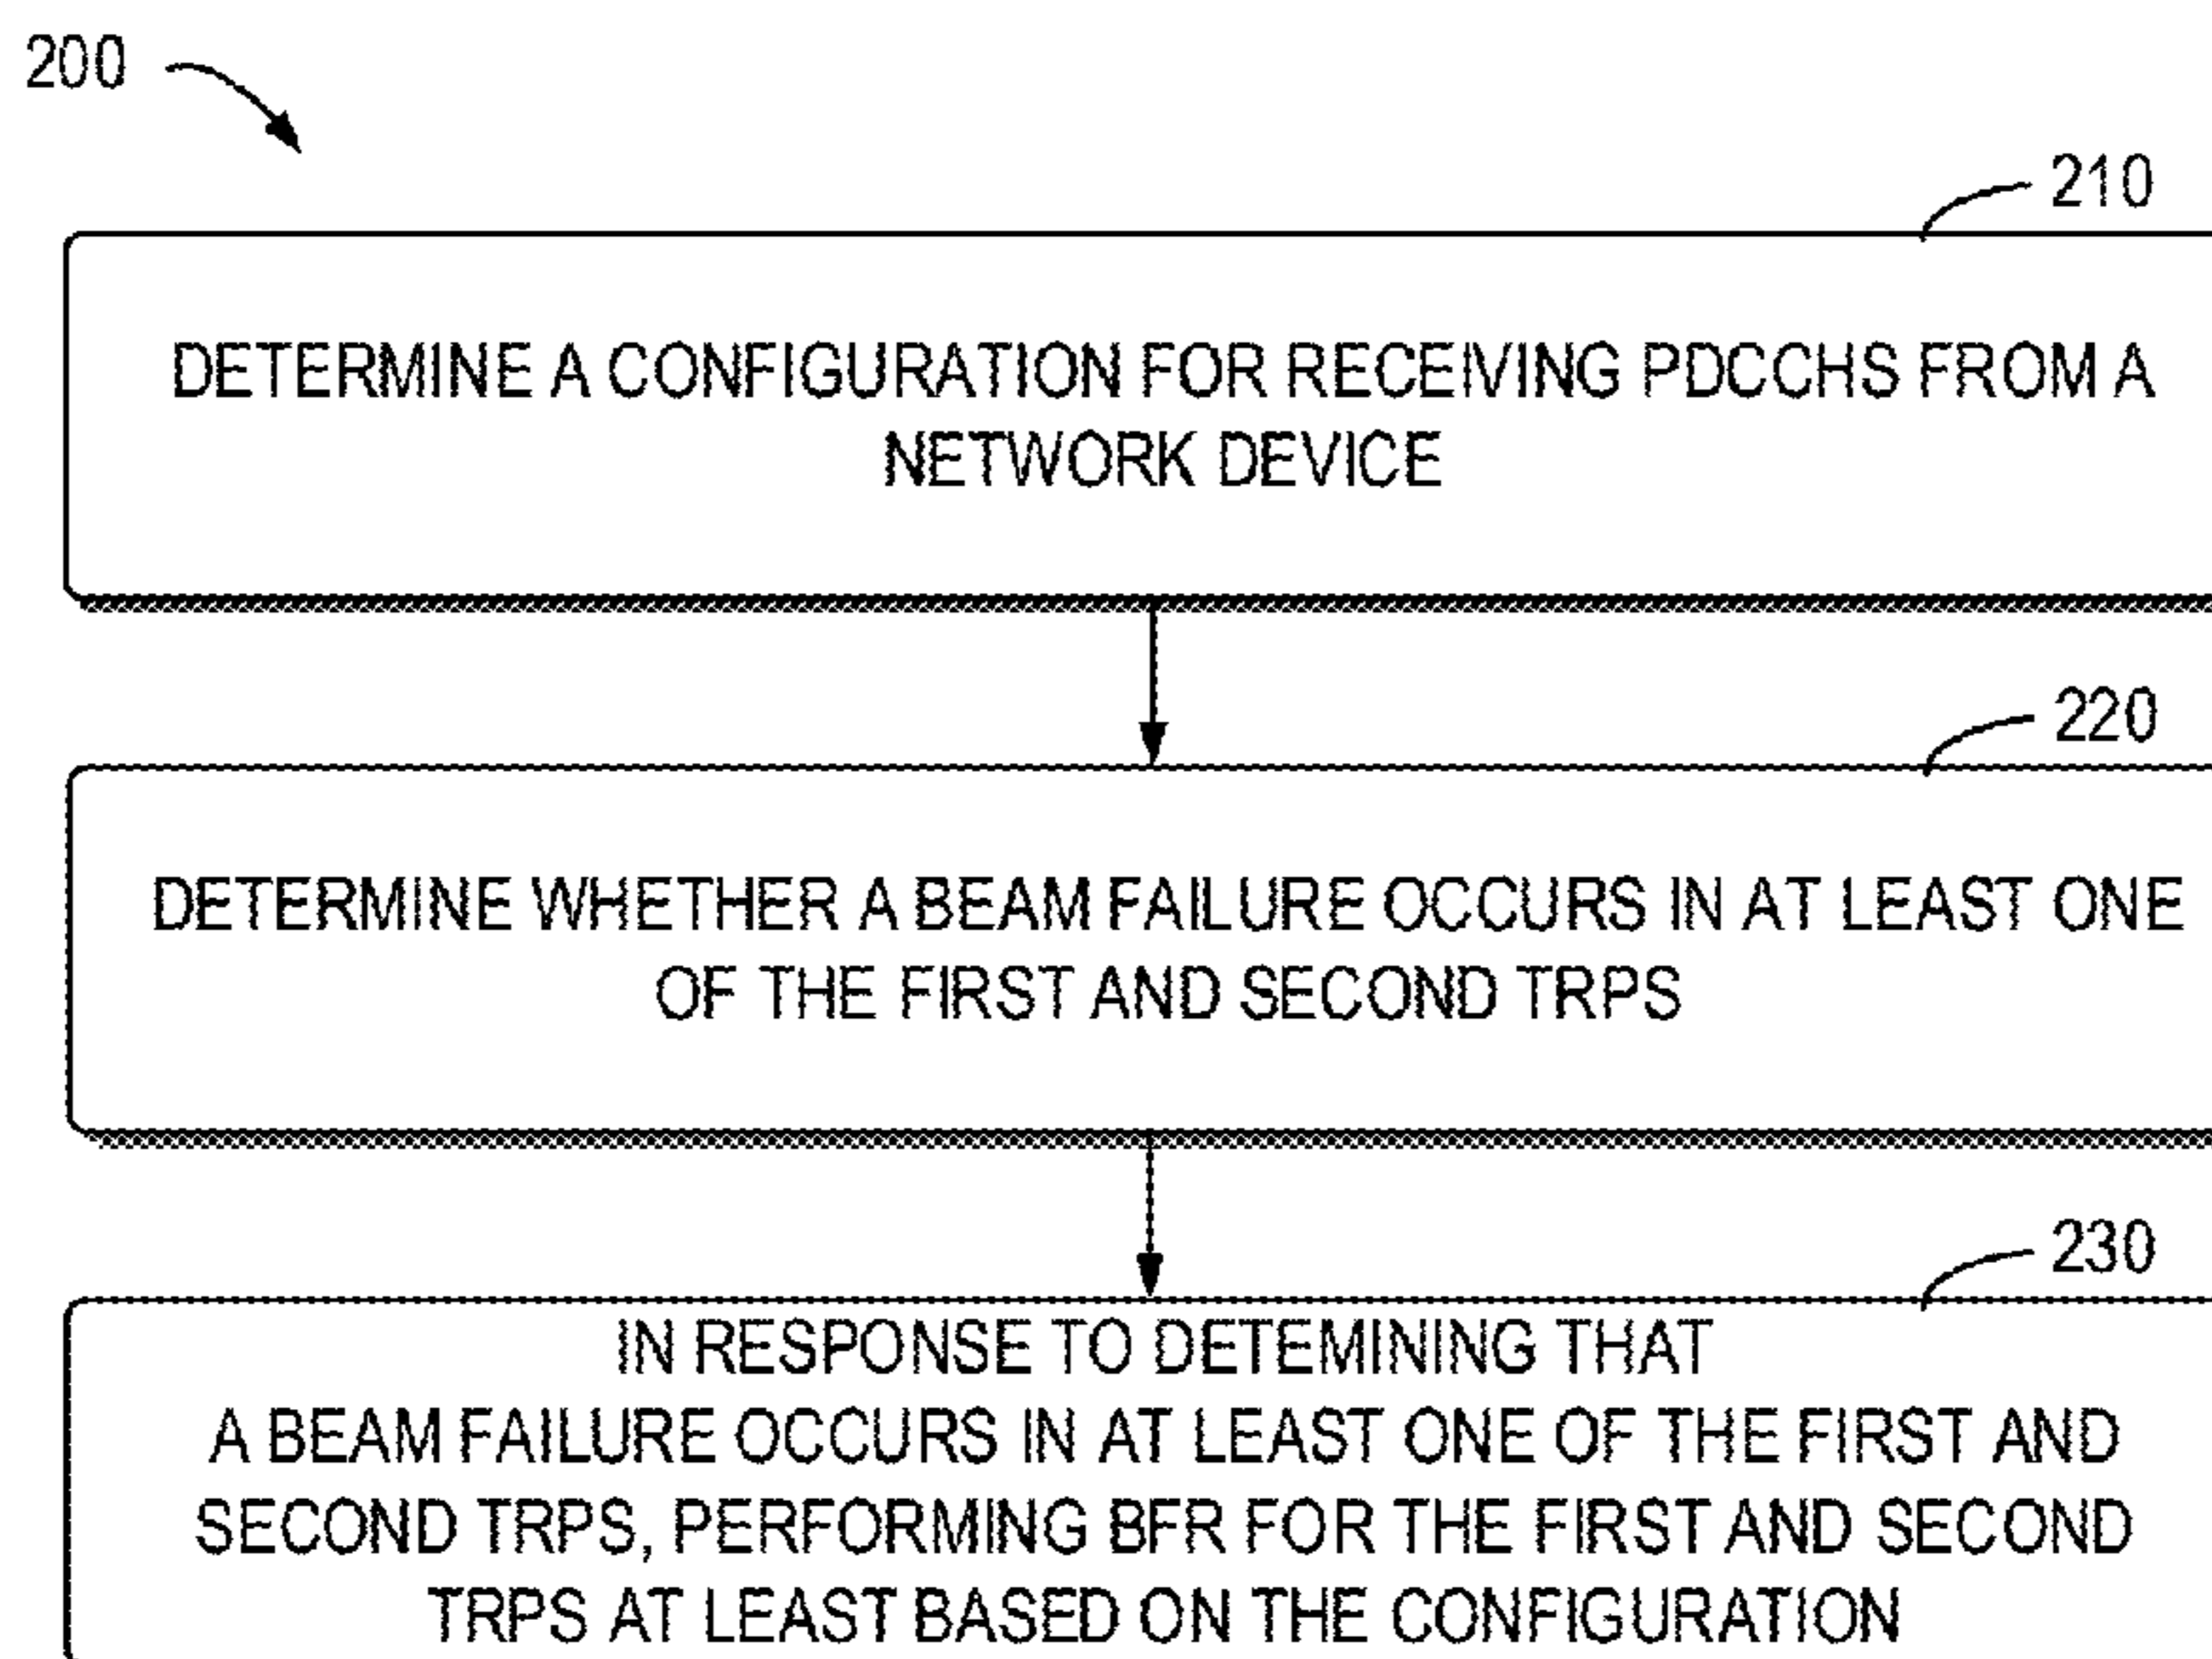 200
210
DETERMINE A CONFIGURATION FOR RECEIVING PDCCHS FROM A
NETWORK DEVICE
220
DETERMINE WHETHER A BEAM FAILURE OCCURS IN AT LEAST ONE
OF THE FIRST AND SECOND TRPS
230
IN RESPONSE TO DETEMINING THAT
A BEAM FAILURE OCCURS IN AT LEAST ONE OF THE FIRST AND
SECOND TRPS, PERFORMING BFR FOR THE FIRST AND SECOND
TRPS AT LEAST BASED ON THE CONFIGURATION